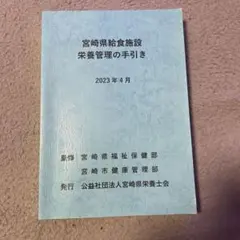 宮崎県給食施設
栄養管理の手引き
2023年4月
監修 宮崎県福祉保健部
宮崎市健康管理部
発行 公益社団法人宮崎県栄養士会